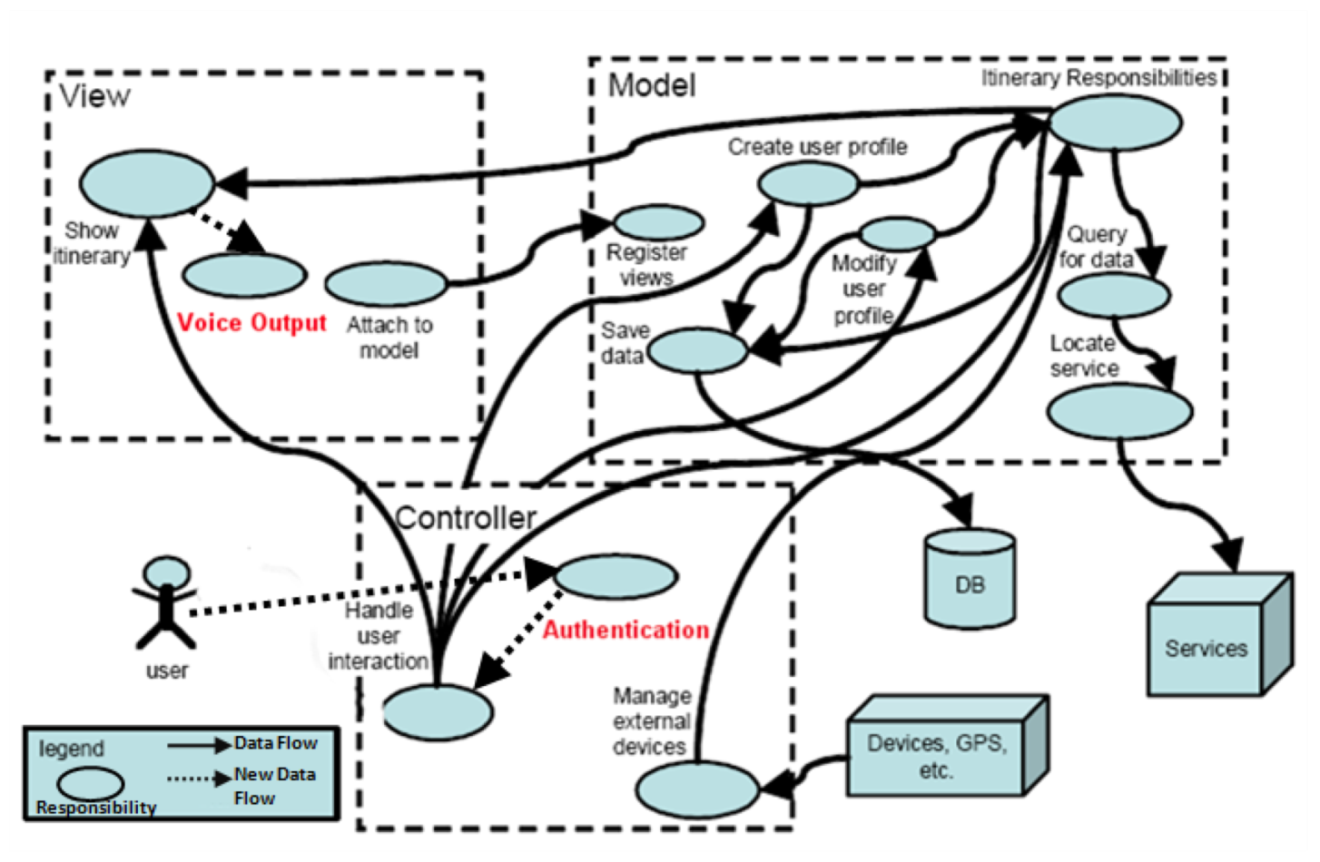 View
Show
itinerary
Voice Output
Attach to
model
Model
Itinerary Responsibilities
Create user profile
Register
views
Modify
user
profile
Query
for data
Save
data
Locate
service
Controller
Handle
user
interaction
Authentication
Manage
external
devices
user
DB
Services
Devices, GPS,
etc.
legend
Data Flow
New Data
Flow
Responsibility